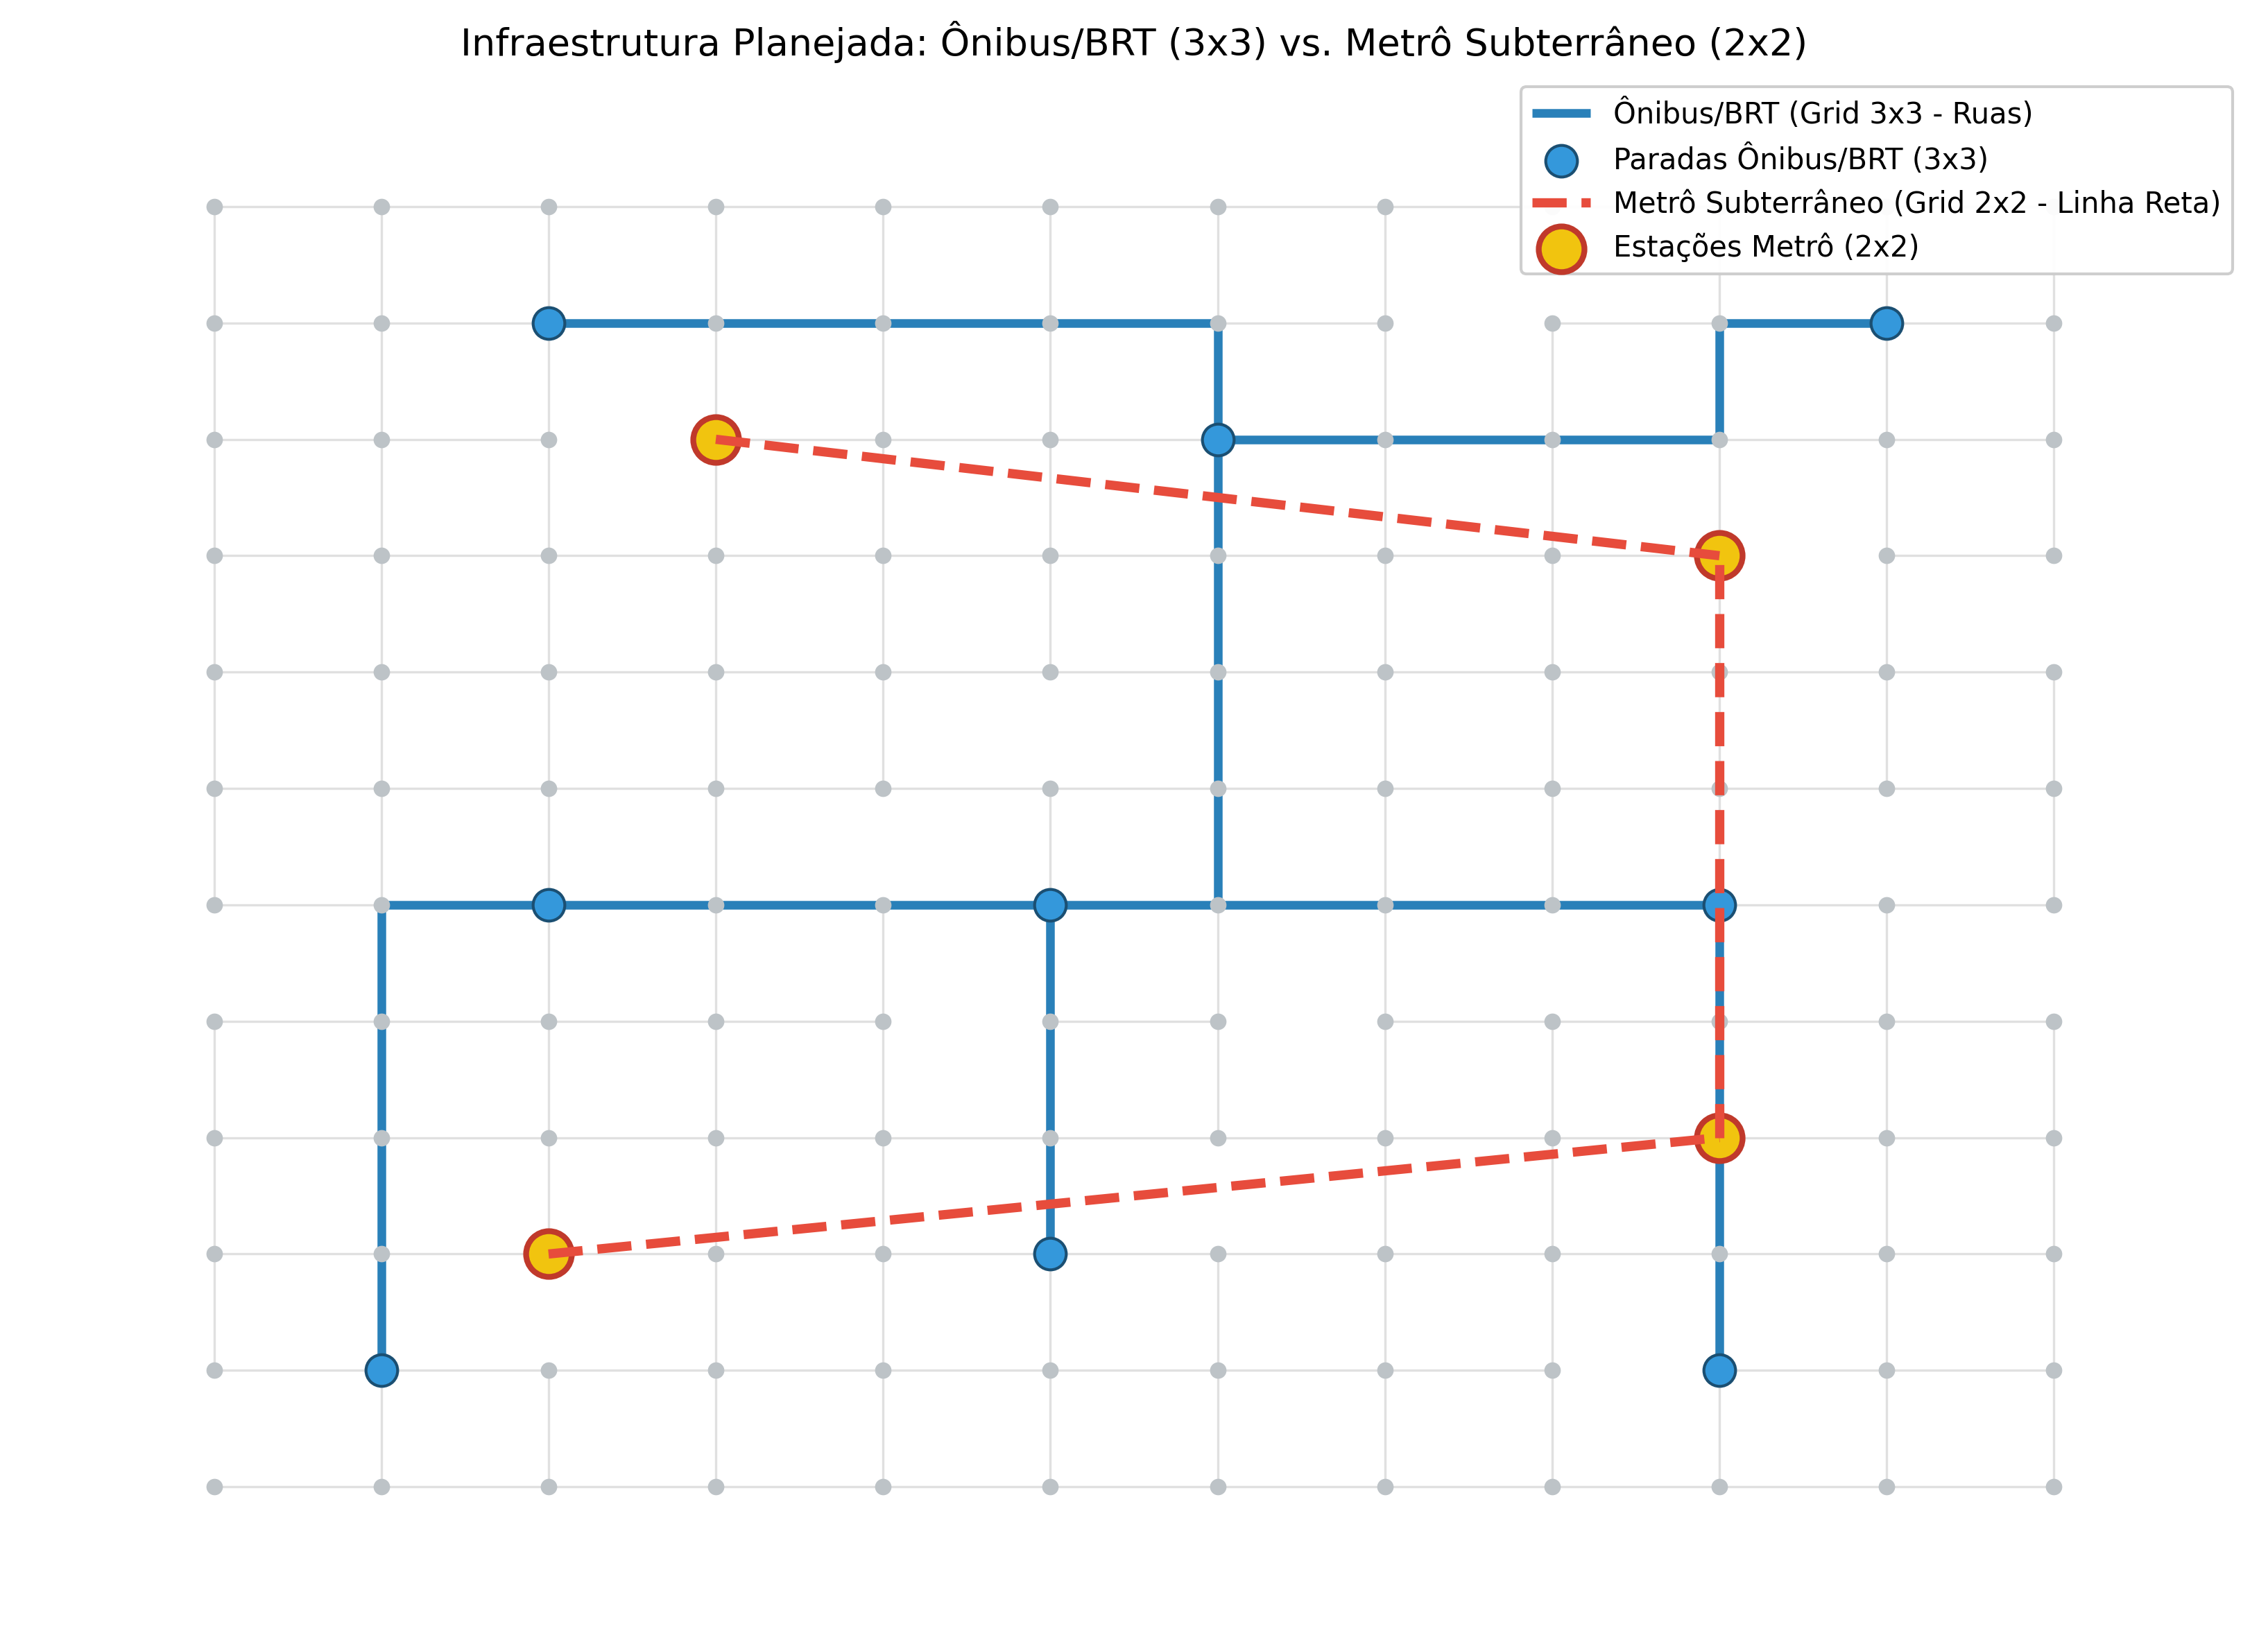 Infraestrutura Planejada: Ônibus/BRT (3x3) vs. Metrô Subterrâneo (2x2)
Ônibus/BRT (Grid 3x3 - Ruas)
Paradas Ônibus/BRT (3x3)
Metrô Subterrâneo (Grid 2x2 - Linha Reta)
Estações Metrô (2x2)